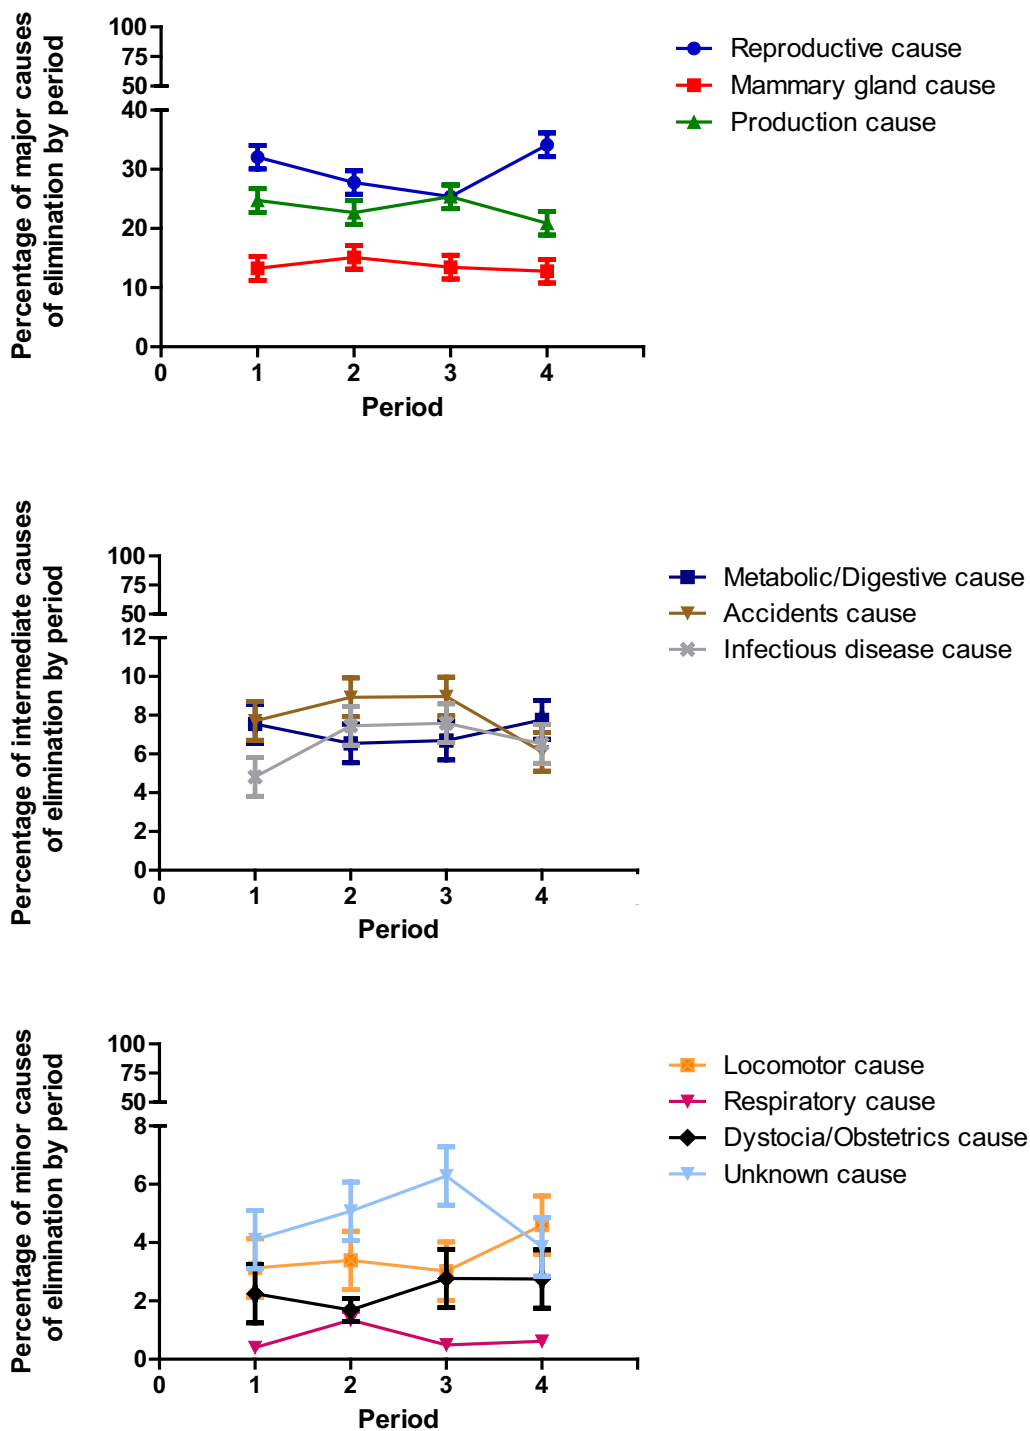 Percentage of major causes
of elimination by period
100
75
50
40
30
20
10
0
0
1
2
3
4
Period
Reproductive cause
Mammary gland cause
Production cause
Percentage of intermediate causes
of elimination by period
100
75
50
12
10
8
6
4
2
0
0
1
2
3
4
Period
Metabolic/Digestive cause
Accidents cause
Infectious disease cause
Percentage of minor causes
of elimination by period
100
75
50
8
6
4
2
0
0
1
2
3
4
Period
Locomotor cause
Respiratory cause
Dystocia/Obstetrics cause
Unknown cause